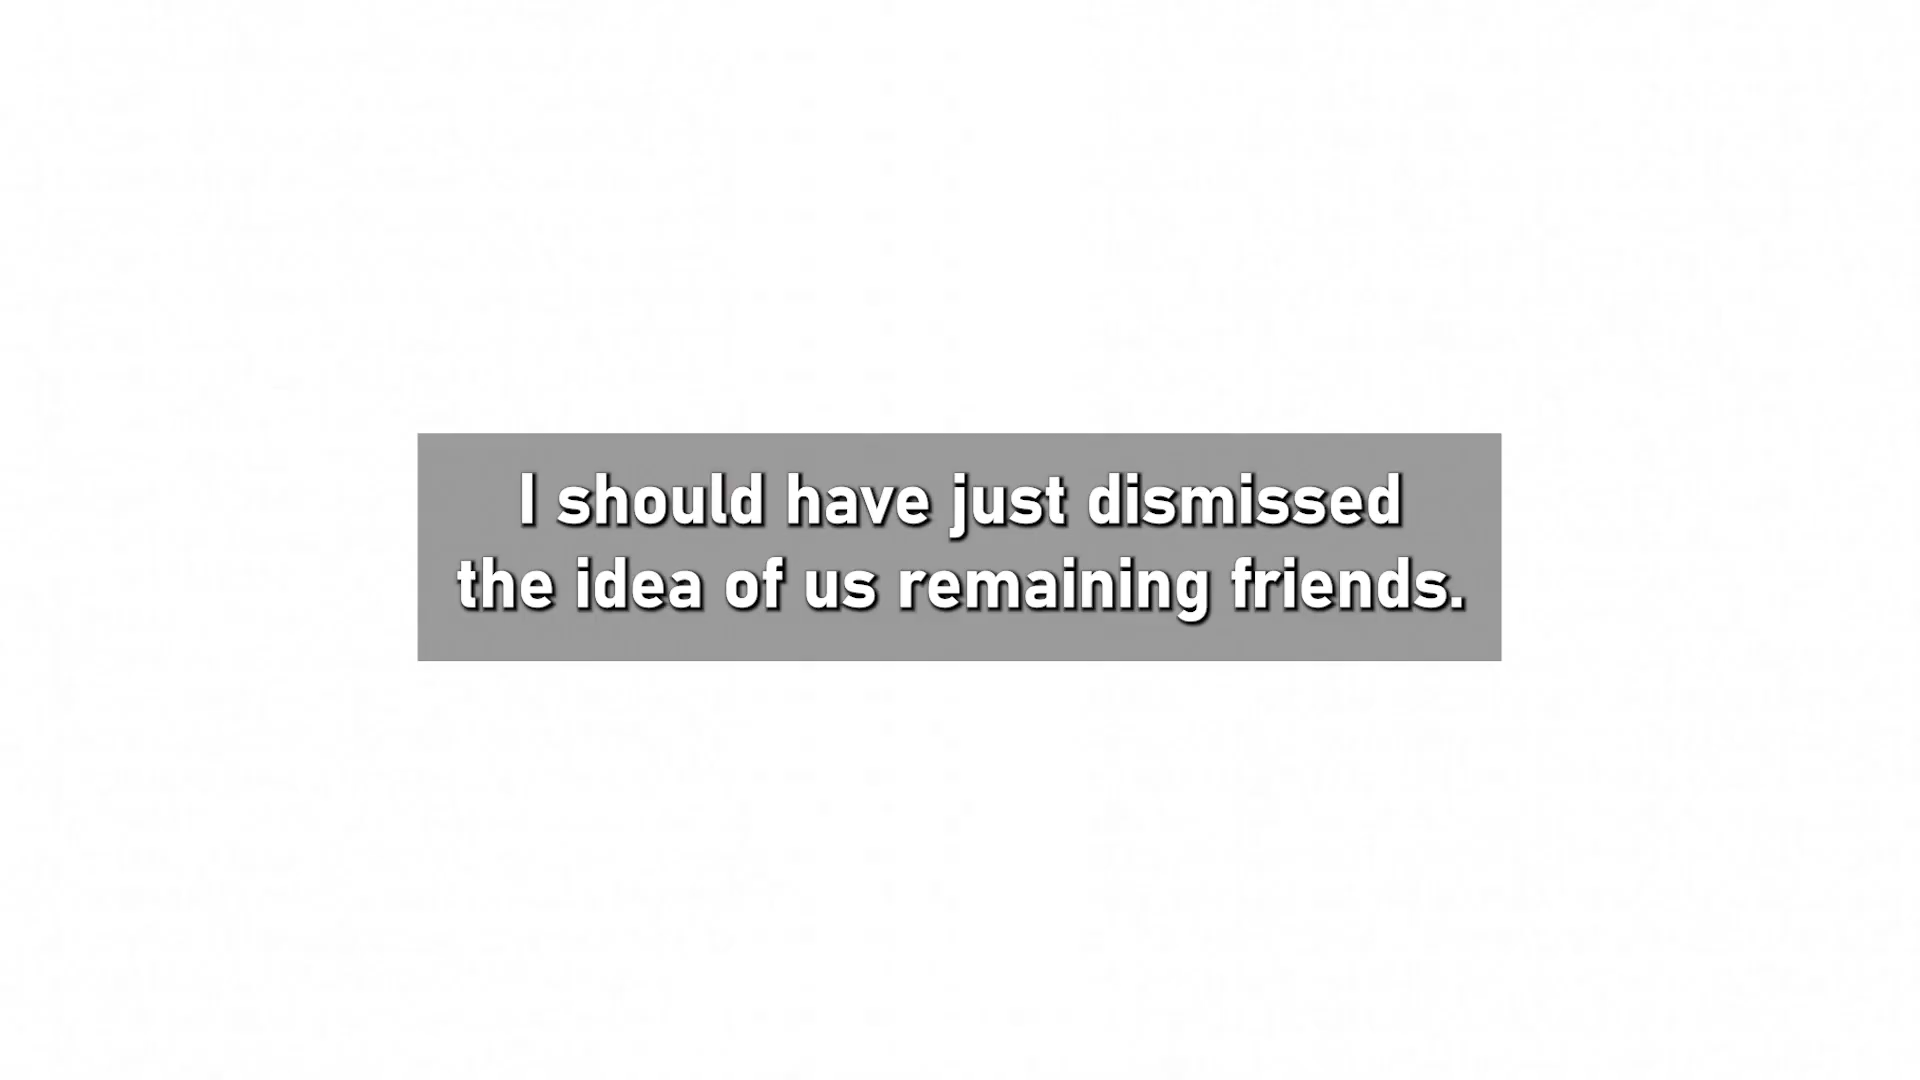 I should have just dismissed
the idea of us remaining friends.